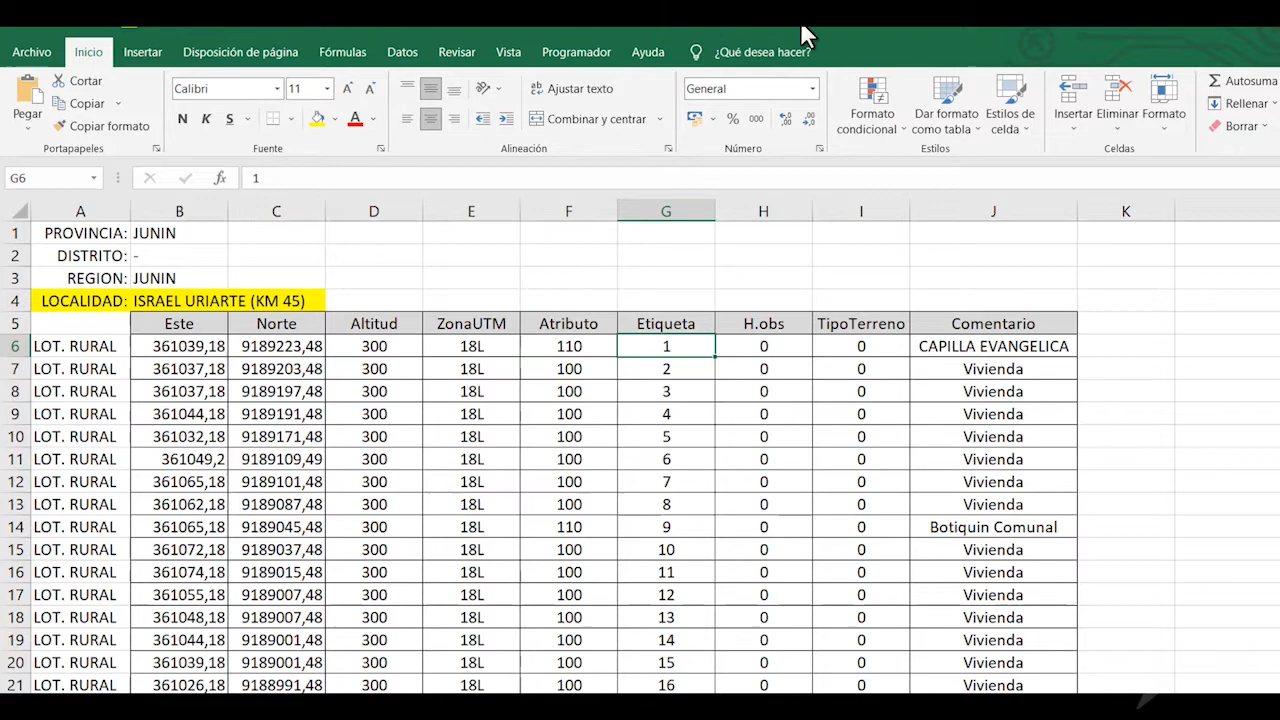 Archivo Inicio Insertar Disposición de página Fórmulas Datos Revisar Vista Programador Ayuda ¿Qué desea hacer?
Pegar Cortar Copiar Copiar formato Portapapeles
Calibri 11 N K S A Fuente
Ajustar texto Combinar y centrar Alineación
General % 000 Número
Formato condicional Dar formato como tabla Estilos de celda Estilos
Insertar Eliminar Formato Celdas
Autosuma Rellenar Borrar
G6 fx 1
A B C D E F G H I J K
1 PROVINCIA: JUNIN
2 DISTRITO: -
3 REGION: JUNIN
4 LOCALIDAD: ISRAEL URIARTE (KM 45)
5 Este Norte Altitud ZonaUTM Atributo Etiqueta H.obs TipoTerreno Comentario
6 LOT. RURAL 361039,18 9189223,48 300 18L 110 1 0 0 CAPILLA EVANGELICA
7 LOT. RURAL 361037,18 9189203,48 300 18L 100 2 0 0 Vivienda
8 LOT. RURAL 361037,18 9189197,48 300 18L 100 3 0 0 Vivienda
9 LOT. RURAL 361044,18 9189191,48 300 18L 100 4 0 0 Vivienda
10 LOT. RURAL 361032,18 9189171,48 300 18L 100 5 0 0 Vivienda
11 LOT. RURAL 361049,2 9189109,49 300 18L 100 6 0 0 Vivienda
12 LOT. RURAL 361065,18 9189101,48 300 18L 100 7 0 0 Vivienda
13 LOT. RURAL 361062,18 9189087,48 300 18L 100 8 0 0 Vivienda
14 LOT. RURAL 361065,18 9189045,48 300 18L 110 9 0 0 Botiquin Comunal
15 LOT. RURAL 361072,18 9189037,48 300 18L 100 10 0 0 Vivienda
16 LOT. RURAL 361074,18 9189015,48 300 18L 100 11 0 0 Vivienda
17 LOT. RURAL 361055,18 9189007,48 300 18L 100 12 0 0 Vivienda
18 LOT. RURAL 361048,18 9189007,48 300 18L 100 13 0 0 Vivienda
19 LOT. RURAL 361044,18 9189001,48 300 18L 100 14 0 0 Vivienda
20 LOT. RURAL 361039,18 9189001,48 300 18L 100 15 0 0 Vivienda
21 LOT. RURAL 361026,18 9188991,48 300 18L 100 16 0 0 Vivienda